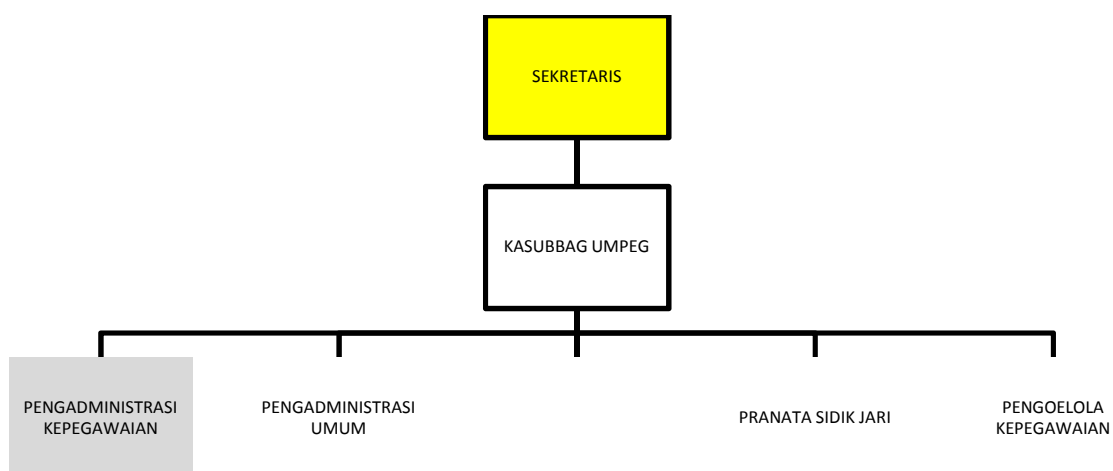 SEKRETARIS
KASUBBAG UMPEG
PENGADMINISTRASI
KEPEGAWAIAN
PENGADMINISTRASI
UMUM
PRANATA SIDIK JARI
PENGOELOLA
KEPEGAWAIAN